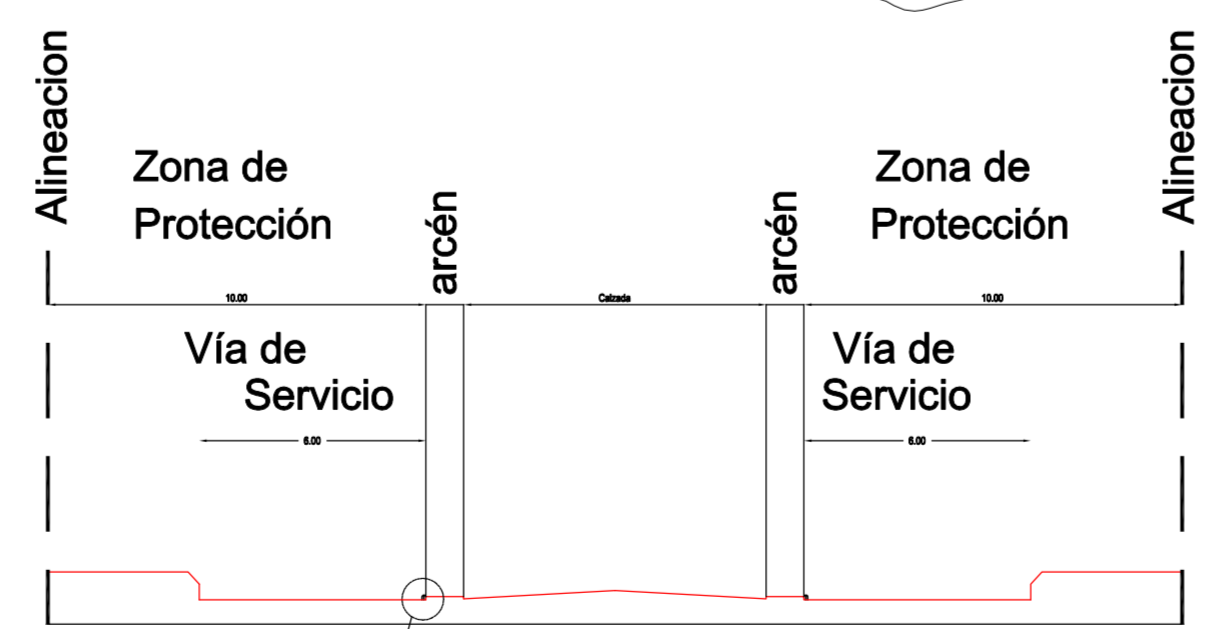 Alineacion
Zona de
Protección
arcén
arcén
Zona de
Protección
Alineacion
10.00
Calzada
10.00
Vía de
Servicio
Vía de
Servicio
6.00
6.00